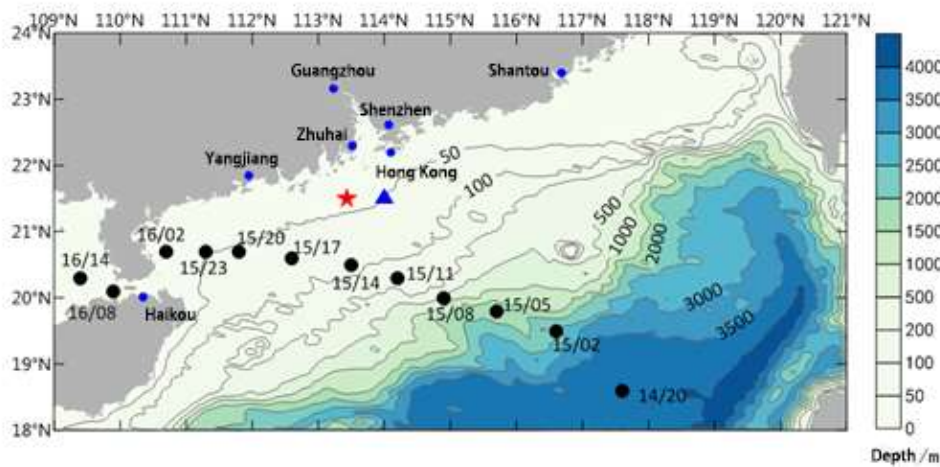 109°E 110°E 111°E 112°E 113°E 114°E 115°E 116°E 117°E 118°E 119°E 120°E 121°E
24°N
4000
Guangzhou
Shantou
3500
23°N
Shenzhen
3000
Zhuhai
2500
Yangjiang
50
22°N
Hong Kong
2000
100
500
1500
21°N
16/02
15/20
1000
2000
1000
16/14
15/17
15/23
15/14
15/11
500
20°N
3000
16/08
Haikou
15/08
15/05
3500
200
15/02
100
19°N
14/20
50
18°N
0
Depth /m